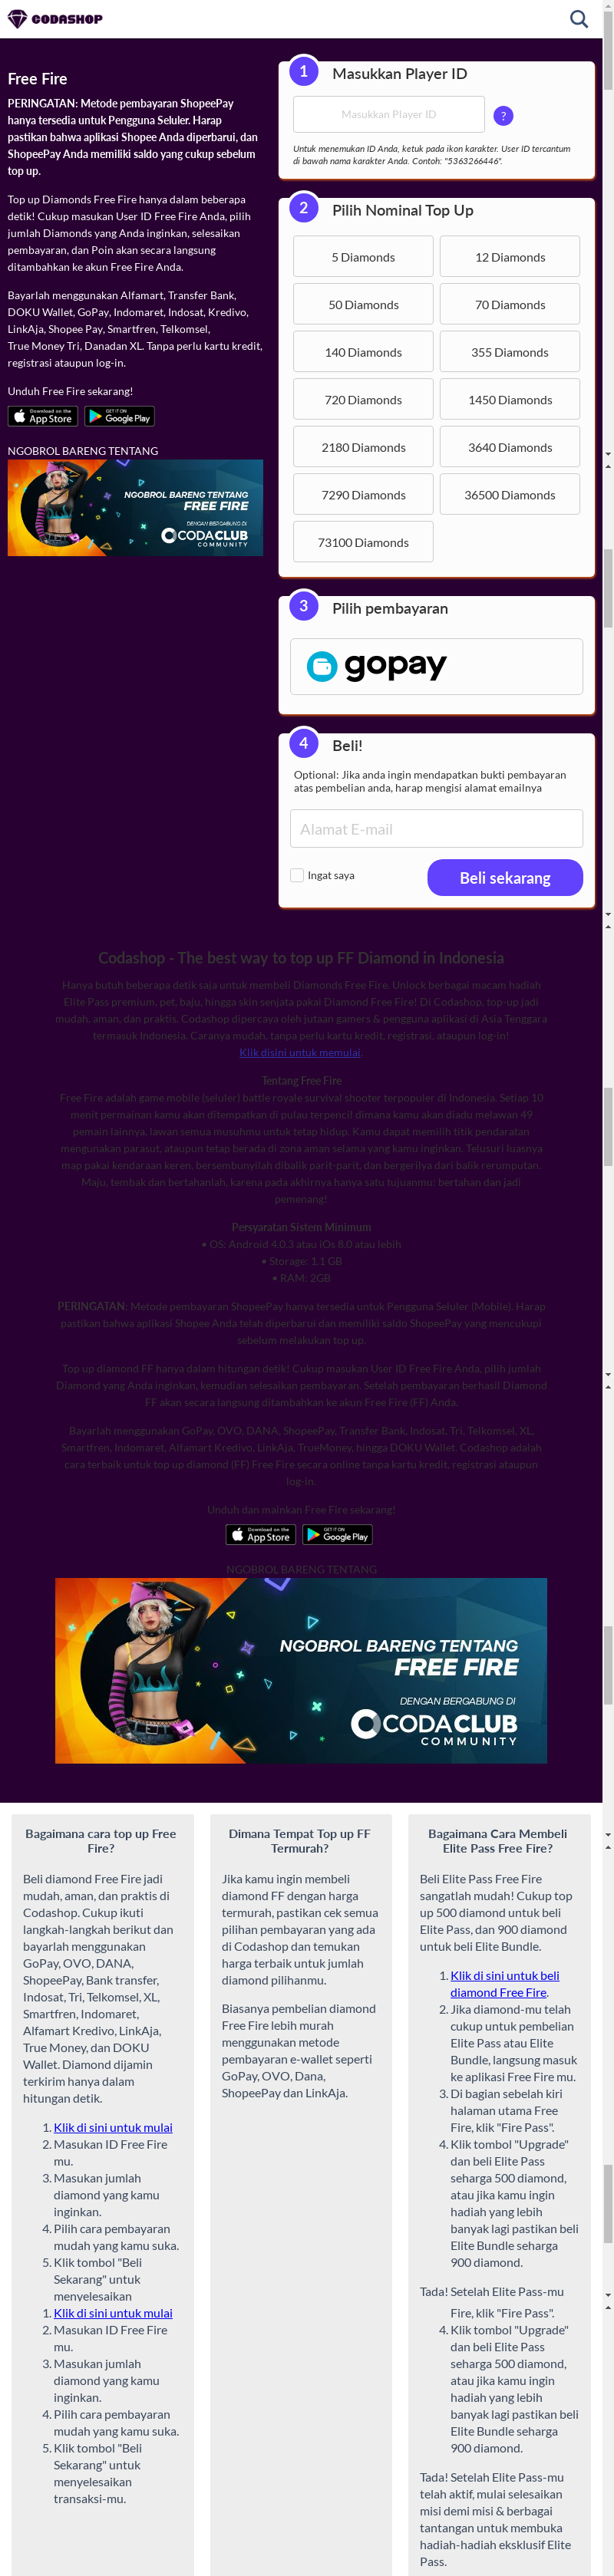 CODASHOP
Free Fire
PERINGATAN: Metode pembayaran ShopeePay
hanya tersedia untuk Pengguna Seluler. Harap
pastikan bahwa aplikasi Shopee Anda diperbarui, dan
ShopeePay Anda memiliki saldo yang cukup sebelum
top up.
Top up Diamonds Free Fire hanya dalam beberapa
detik! Cukup masukan User ID Free Fire Anda, pilih
jumlah Diamonds yang Anda inginkan, selesaikan
pembayaran, dan Poin akan secara langsung
ditambahkan ke akun Free Fire Anda.
Bayarlah menggunakan Alfamart, Transfer Bank,
DOKU Wallet, GoPay, Indomaret, Indosat, Kredivo,
LinkAja, Shopee Pay, Smartfren, Telkomsel,
True Money Tri, Danadan XL. Tanpa perlu kartu kredit,
registrasi ataupun log-in.
Unduh Free Fire sekarang!
Download on the App Store
GET IT ON Google Play
NGOBROL BARENG TENTANG
NGOBROL BARENG TENTANG
FREE FIRE
DENGAN BERGABUNG DI
CODACLUB
COMMUNITY
1
Masukkan Player ID
Masukkan Player ID
?
Untuk menemukan ID Anda, ketuk pada ikon karakter. User ID tercantum
di bawah nama karakter Anda. Contoh: "5363266446".
2
Pilih Nominal Top Up
5 Diamonds
12 Diamonds
50 Diamonds
70 Diamonds
140 Diamonds
355 Diamonds
720 Diamonds
1450 Diamonds
2180 Diamonds
3640 Diamonds
7290 Diamonds
36500 Diamonds
73100 Diamonds
3
Pilih pembayaran
gopay
4
Beli!
Optional: Jika anda ingin mendapatkan bukti pembayaran
atas pembelian anda, harap mengisi alamat emailnya
Alamat E-mail
Ingat saya
Beli sekarang
Codashop - The best way to top up FF Diamond in Indonesia
Hanya butuh beberapa detik saja untuk membeli Diamonds Free Fire. Unlock berbagai macam hadiah
Elite Pass premium, pet, baju, hingga skin senjata pakai Diamond Free Fire! Di Codashop, top-up jadi
mudah, aman, dan praktis. Codashop dipercaya oleh jutaan gamers & pengguna aplikasi di Asia Tenggara
termasuk Indonesia. Caranya mudah, tanpa perlu kartu kredit, registrasi, ataupun log-in!
Klik disini untuk memulai.
Tentang Free Fire
Free Fire adalah game mobile (seluler) battle royale survival shooter terpopuler di Indonesia. Setiap 10
menit permainan kamu akan ditempatkan di pulau terpencil dimana kamu akan diadu melawan 49
pemain lainnya, lawan semua musuhmu untuk tetap hidup. Kamu dapat memilih titik pendaratan
mengunakan parasut, ataupun tetap berada di zona aman selama yang kamu inginkan. Telusuri luasnya
map pakai kendaraan keren, bersembunyilah dibalik parit-parit, dan bergerilya dari balik rerumputan.
Maju, tembak dan bertahanlah, karena pada akhirnya hanya satu tujuanmu: bertahan dan jadi
pemenang!
Persyaratan Sistem Minimum
• OS: Android 4.0.3 atau iOs 8.0 atau lebih
• Storage: 1.1 GB
• RAM: 2GB
PERINGATAN: Metode pembayaran ShopeePay hanya tersedia untuk Pengguna Seluler (Mobile). Harap
pastikan bahwa aplikasi Shopee Anda telah diperbarui dan memiliki saldo ShopeePay yang mencukupi
sebelum melakukan top up.
Top up diamond FF hanya dalam hitungan detik! Cukup masukan User ID Free Fire Anda, pilih jumlah
Diamond yang Anda inginkan, kemudian selesaikan pembayaran. Setelah pembayaran berhasil Diamond
FF akan secara langsung ditambahkan ke akun Free Fire (FF) Anda.
Bayarlah menggunakan GoPay, OVO, DANA, ShopeePay, Transfer Bank, Indosat, Tri, Telkomsel, XL,
Smartfren, Indomaret, Alfamart Kredivo, LinkAja, TrueMoney, hingga DOKU Wallet. Codashop adalah
cara terbaik untuk top up diamond (FF) Free Fire secara online tanpa kartu kredit, registrasi ataupun
log-in.
Unduh dan mainkan Free Fire sekarang!
Download on the App Store
GET IT ON Google Play
NGOBROL BARENG TENTANG
NGOBROL BARENG TENTANG
FREE FIRE
DENGAN BERGABUNG DI
CODACLUB
COMMUNITY
Bagaimana cara top up Free
Fire?
Beli diamond Free Fire jadi
mudah, aman, dan praktis di
Codashop. Cukup ikuti
langkah-langkah berikut dan
bayarlah menggunakan
GoPay, OVO, DANA,
ShopeePay, Bank transfer,
Indosat, Tri, Telkomsel, XL,
Smartfren, Indomaret,
Alfamart Kredivo, LinkAja,
True Money, dan DOKU
Wallet. Diamond dijamin
terkirim hanya dalam
hitungan detik.
1. Klik di sini untuk mulai
2. Masukan ID Free Fire
mu.
3. Masukan jumlah
diamond yang kamu
inginkan.
4. Pilih cara pembayaran
mudah yang kamu suka.
5. Klik tombol "Beli
Sekarang" untuk
menyelesaikan
1. Klik di sini untuk mulai
2. Masukan ID Free Fire
mu.
3. Masukan jumlah
diamond yang kamu
inginkan.
4. Pilih cara pembayaran
mudah yang kamu suka.
5. Klik tombol "Beli
Sekarang" untuk
menyelesaikan
transaksi-mu.
Dimana Tempat Top up FF
Termurah?
Jika kamu ingin membeli
diamond FF dengan harga
termurah, pastikan cek semua
pilihan pembayaran yang ada
di Codashop dan temukan
harga terbaik untuk jumlah
diamond pilihanmu.
Biasanya pembelian diamond
Free Fire lebih murah
menggunakan metode
pembayaran e-wallet seperti
GoPay, OVO, Dana,
ShopeePay dan LinkAja.
Bagaimana Cara Membeli
Elite Pass Free Fire?
Beli Elite Pass Free Fire
sangatlah mudah! Cukup top
up 500 diamond untuk beli
Elite Pass, dan 900 diamond
untuk beli Elite Bundle.
1. Klik di sini untuk beli
diamond Free Fire.
2. Jika diamond-mu telah
cukup untuk pembelian
Elite Pass atau Elite
Bundle, langsung masuk
ke aplikasi Free Fire mu.
3. Di bagian sebelah kiri
halaman utama Free
Fire, klik "Fire Pass".
4. Klik tombol "Upgrade"
dan beli Elite Pass
seharga 500 diamond,
atau jika kamu ingin
hadiah yang lebih
banyak lagi pastikan beli
Elite Bundle seharga
900 diamond.
Tada! Setelah Elite Pass-mu
Fire, klik "Fire Pass".
4. Klik tombol "Upgrade"
dan beli Elite Pass
seharga 500 diamond,
atau jika kamu ingin
hadiah yang lebih
banyak lagi pastikan beli
Elite Bundle seharga
900 diamond.
Tada! Setelah Elite Pass-mu
telah aktif, mulai selesaikan
misi demi misi & berbagai
tantangan untuk membuka
hadiah-hadiah eksklusif Elite
Pass.